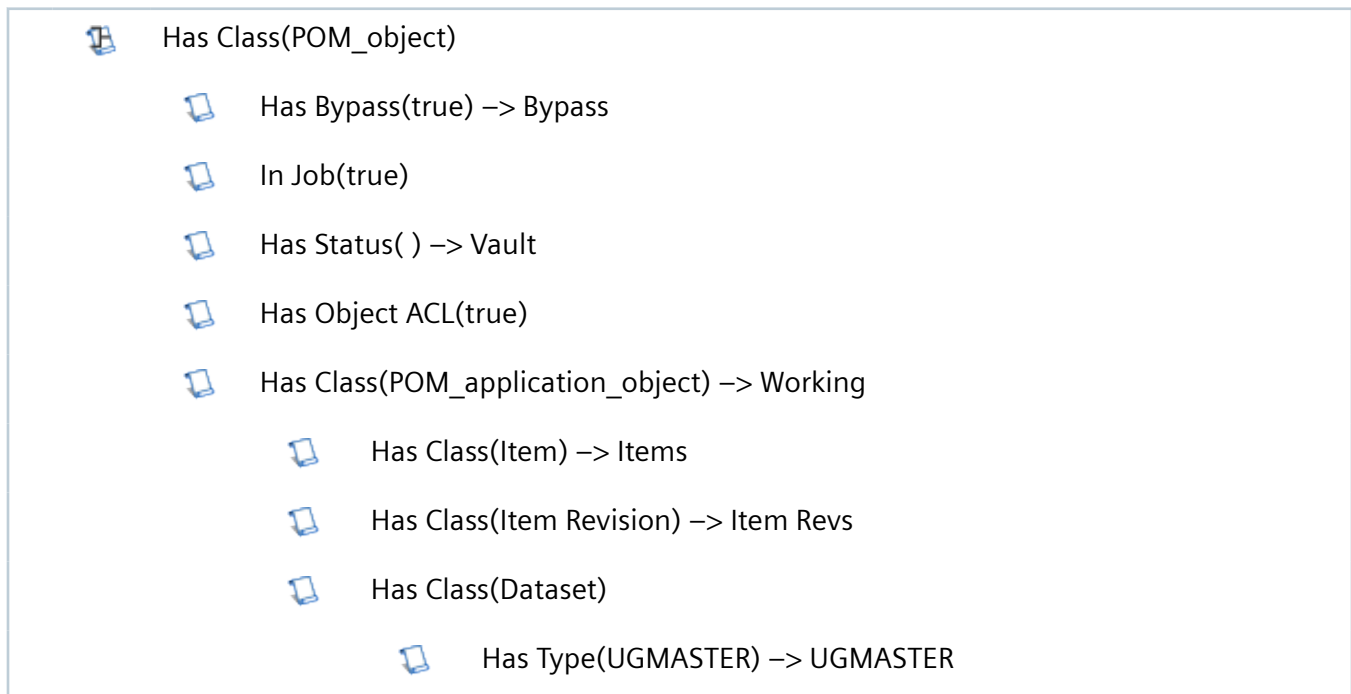 Has Class(POM_object)
Has Bypass(true) –> Bypass
In Job(true)
Has Status( ) –> Vault
Has Object ACL(true)
Has Class(POM_application_object) –> Working
Has Class(Item) –> Items
Has Class(Item Revision) –> Item Revs
Has Class(Dataset)
Has Type(UGMASTER) –> UGMASTER